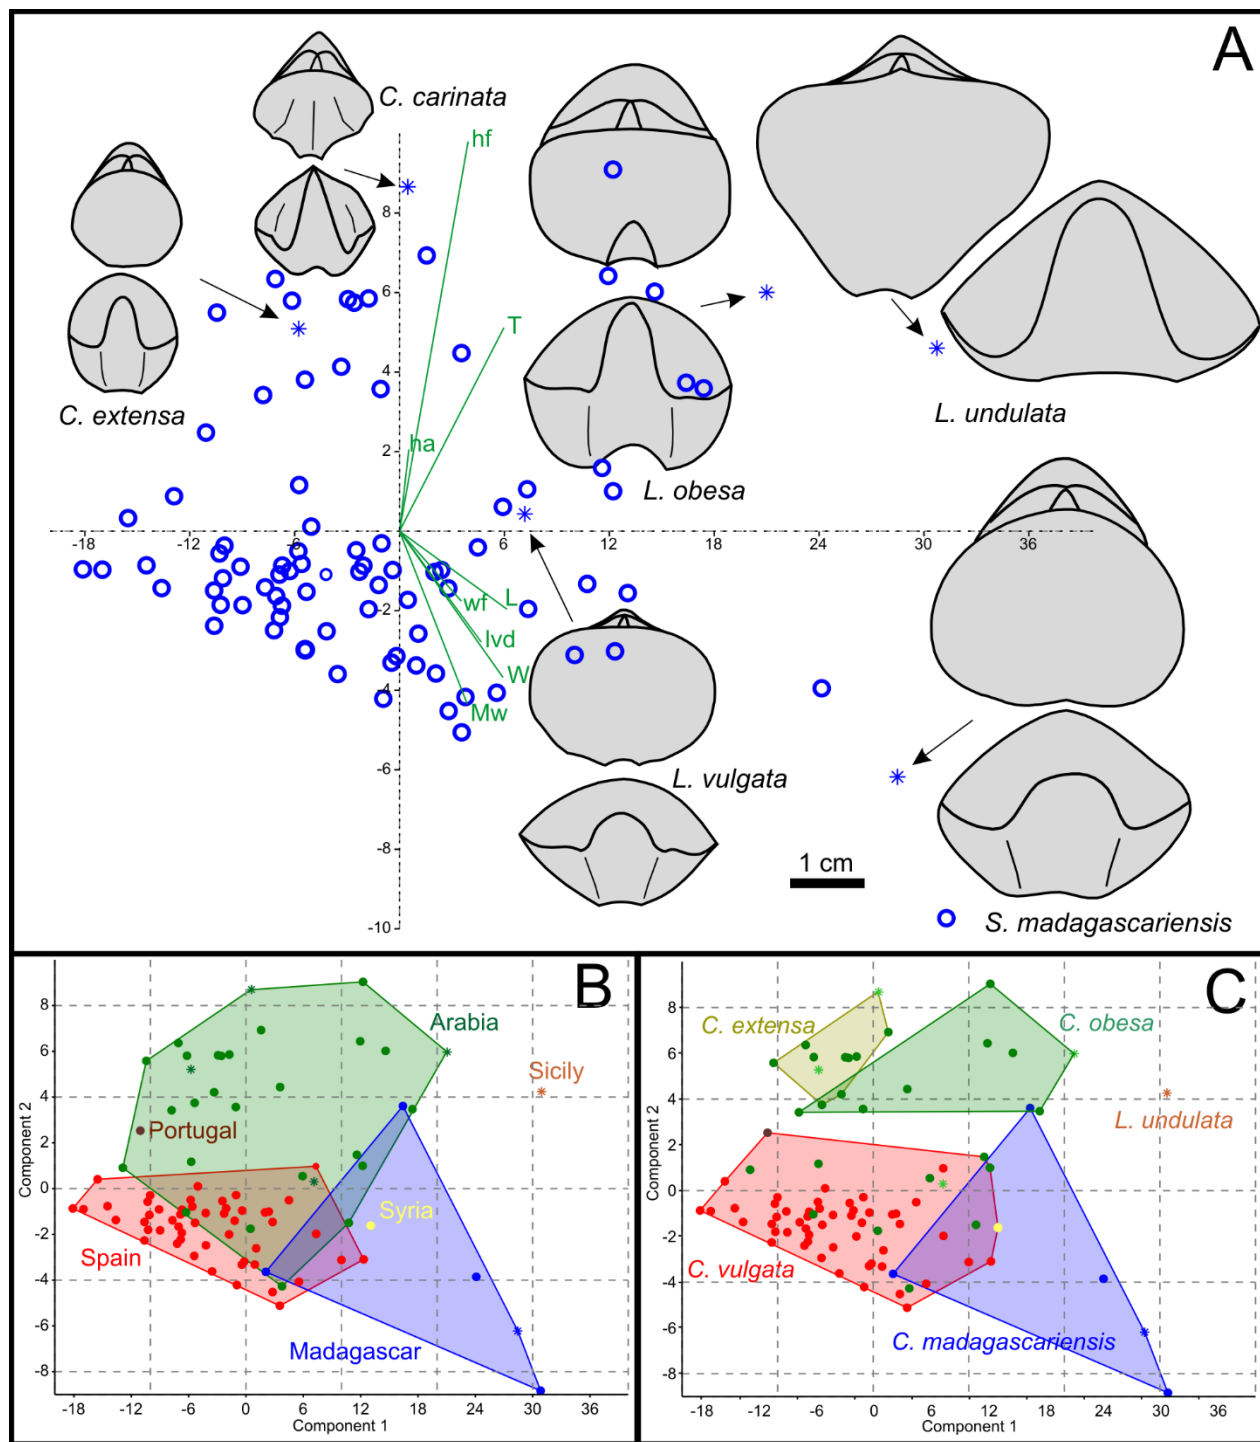 A
C. carinata
hf
8
6
C. extensa
T
4
L. undulata
ha
2
L. obesa
-18
-12
-6
6
12
18
24
30
36
L
wf
-2
lvd
W
-4
Mw
L. vulgata
-6
-8
1 cm
S. madagascariensis
-10
B
8
Arabia
6
Sicily
4
Portugal
2
0
Syria
-2
Spain
-4
Madagascar
-6
-8
Component 2
-18
-12
-6
0
6
12
18
24
30
36
Component 1
C
8
C. extensa
C. obesa
6
4
L. undulata
2
0
-2
C. vulgata
-4
C. madagascariensis
-6
-8
Component 2
-18
-12
-6
0
6
12
18
24
30
36
Component 1